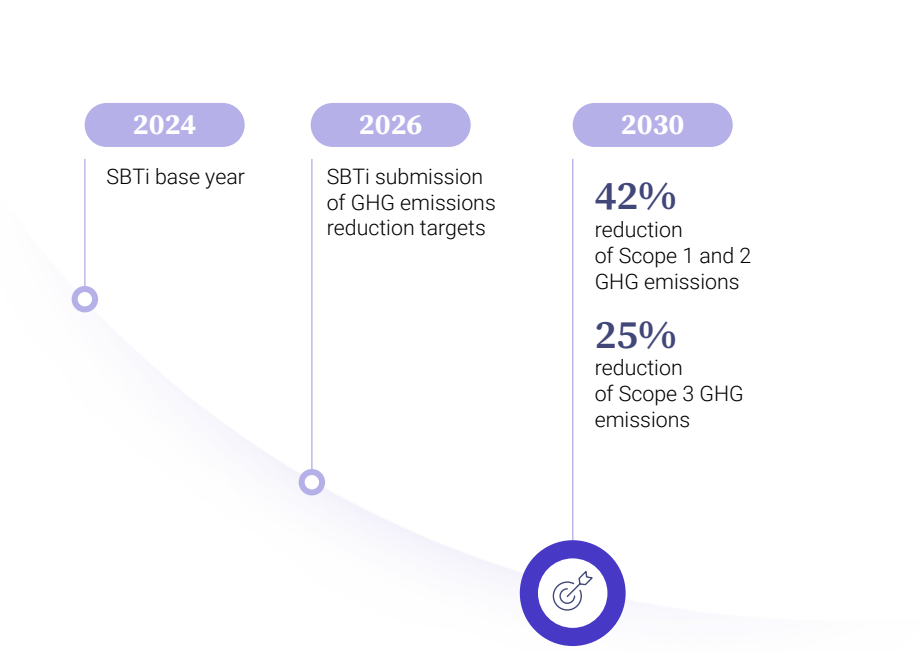 2024
SBTi base year
2026
SBTi submission
of GHG emissions
reduction targets
2030
42%
reduction
of Scope 1 and 2
GHG emissions
25%
reduction
of Scope 3 GHG
emissions